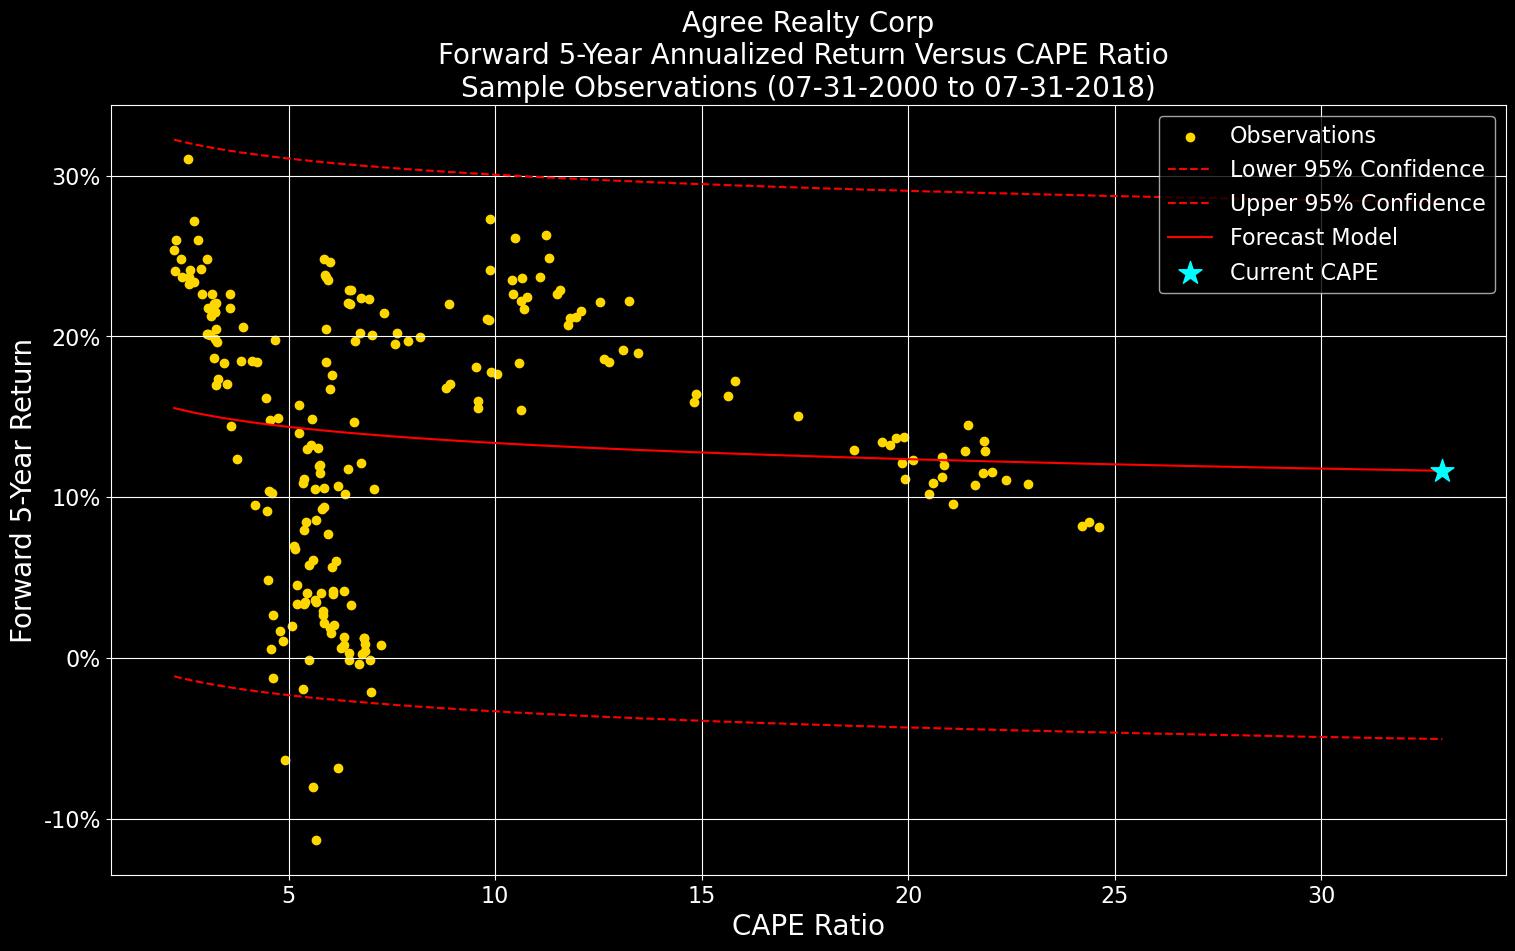 Agree Realty Corp
Forward 5-Year Annualized Return Versus CAPE Ratio
Sample Observations (07-31-2000 to 07-31-2018)
Observations
Lower 95% Confidence
Upper 95% Confidence
Forecast Model
Current CAPE
Forward 5-Year Return
30%
20%
10%
0%
-10%
5 10 15 20 25 30
CAPE Ratio